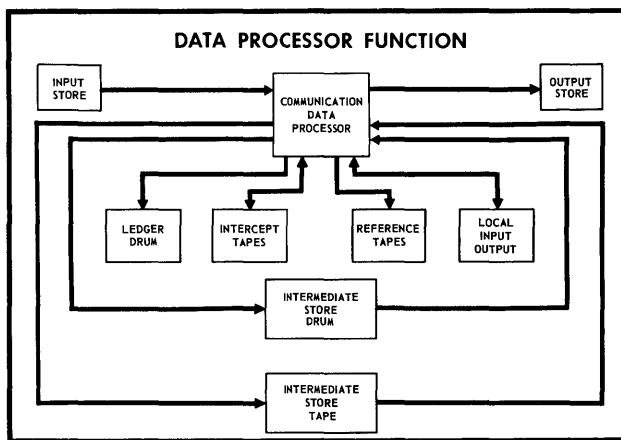 DATA PROCESSOR FUNCTION
INPUT
STORE
COMMUNICATION
DATA
PROCESSOR
OUTPUT
STORE
LEDGER
DRUM
INTERCEPT
TAPES
REFERENCE
TAPES
LOCAL
INPUT
OUTPUT
INTERMEDIATE
STORE
DRUM
INTERMEDIATE
STORE
TAPE